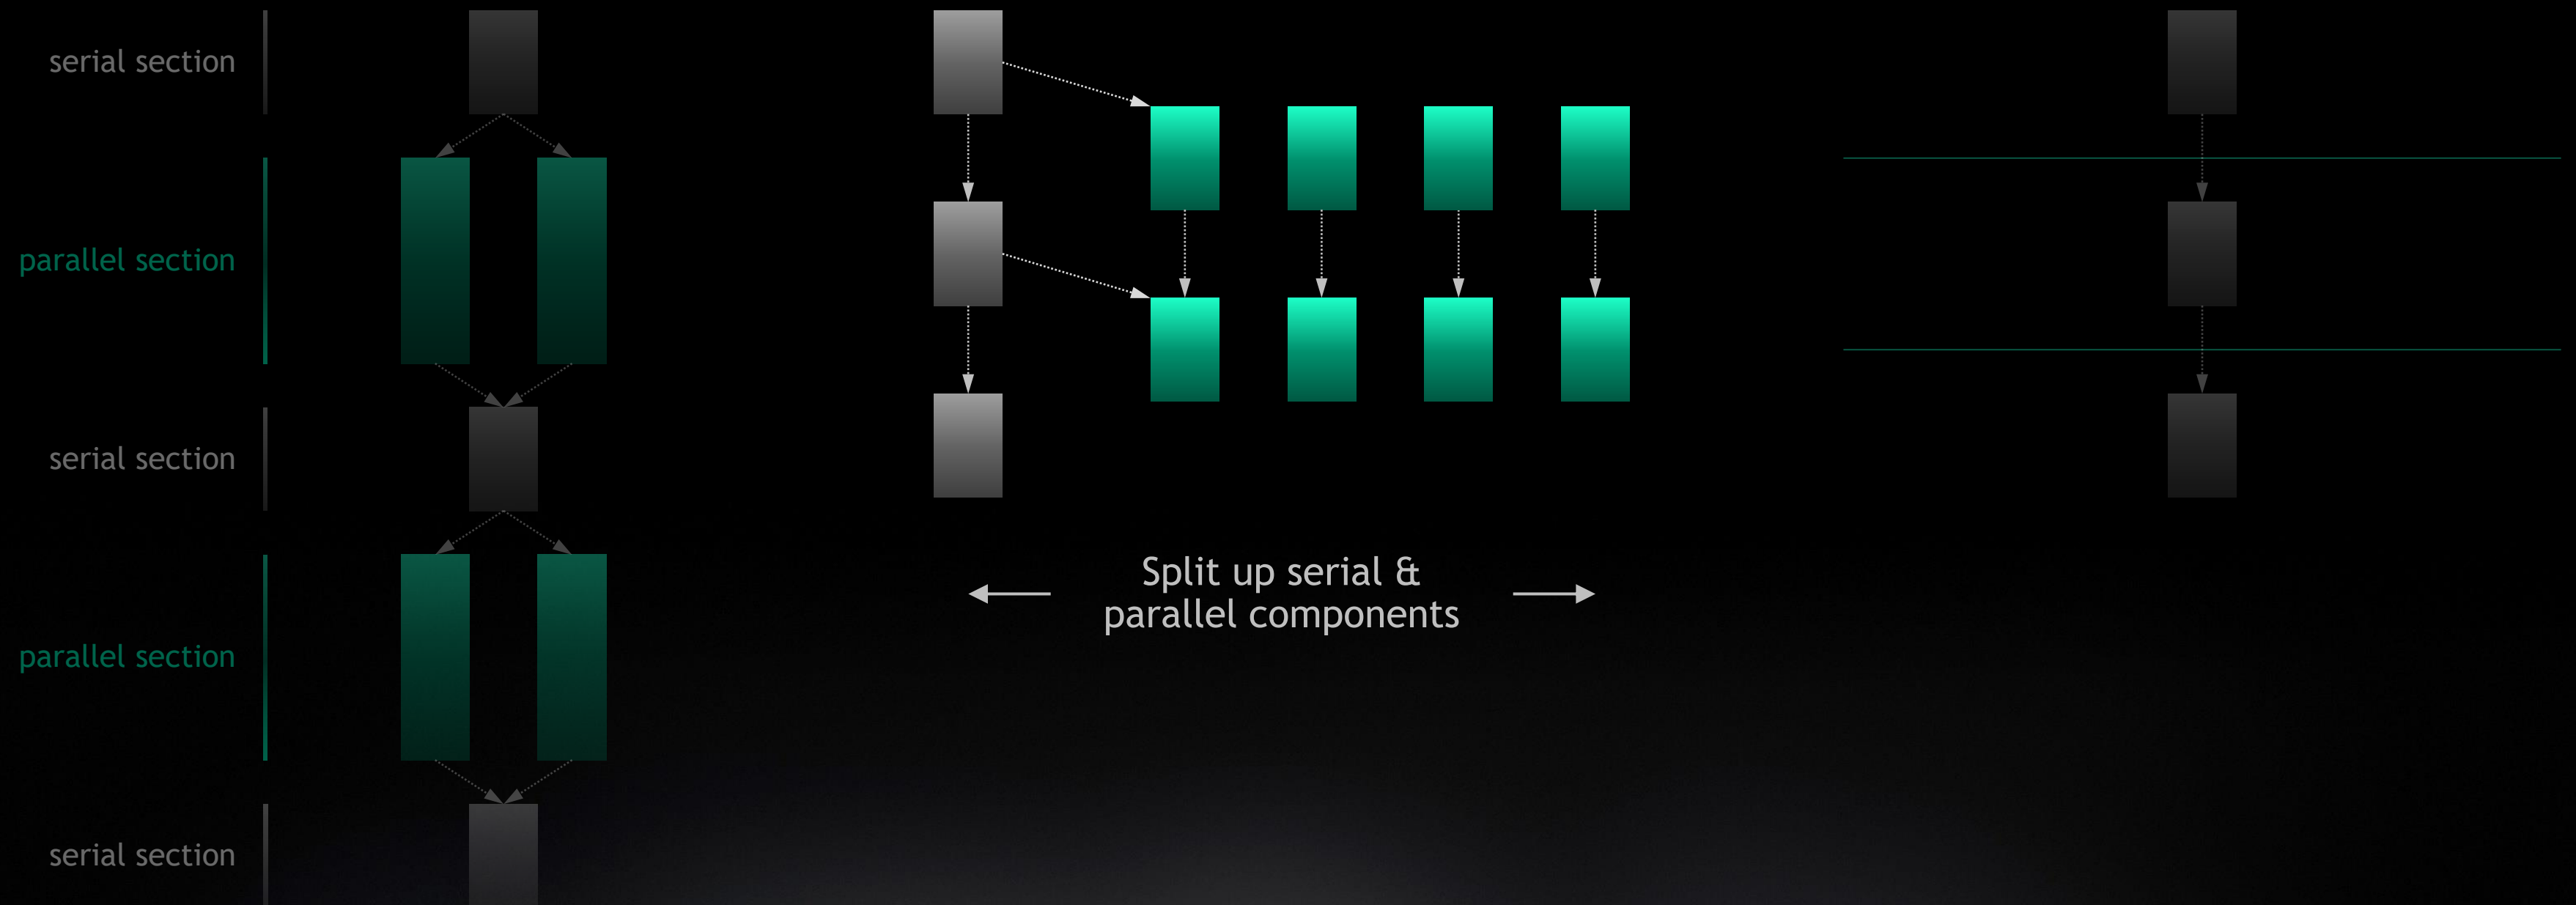 serial section
parallel section
serial section
parallel section
serial section
Split up serial &
parallel components